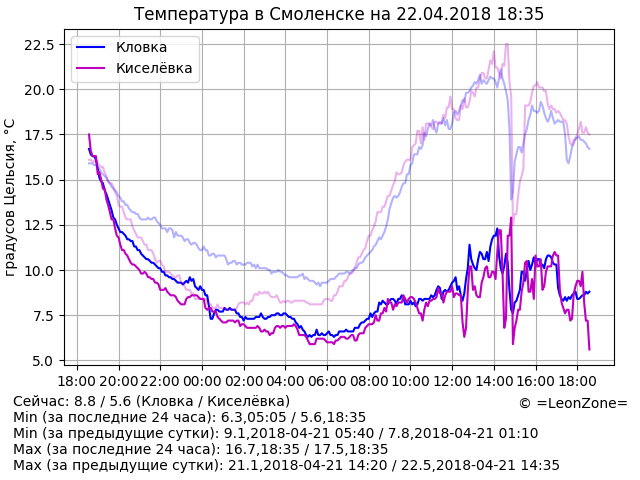 Температура в Смоленске на 22.04.2018 18:35
Кловка
Киселёвка
градусов Цельсия, °C
22.5
20.0
17.5
15.0
12.5
10.0
7.5
5.0
18:00 20:00 22:00 00:00 02:00 04:00 06:00 08:00 10:00 12:00 14:00 16:00 18:00
© =LeonZone=
Сейчас: 8.8 / 5.6 (Кловка / Киселёвка)
Min (за последние 24 часа): 6.3,05:05 / 5.6,18:35
Min (за предыдущие сутки): 9.1,2018-04-21 05:40 / 7.8,2018-04-21 01:10
Max (за последние 24 часа): 16.7,18:35 / 17.5,18:35
Max (за предыдущие сутки): 21.1,2018-04-21 14:20 / 22.5,2018-04-21 14:35